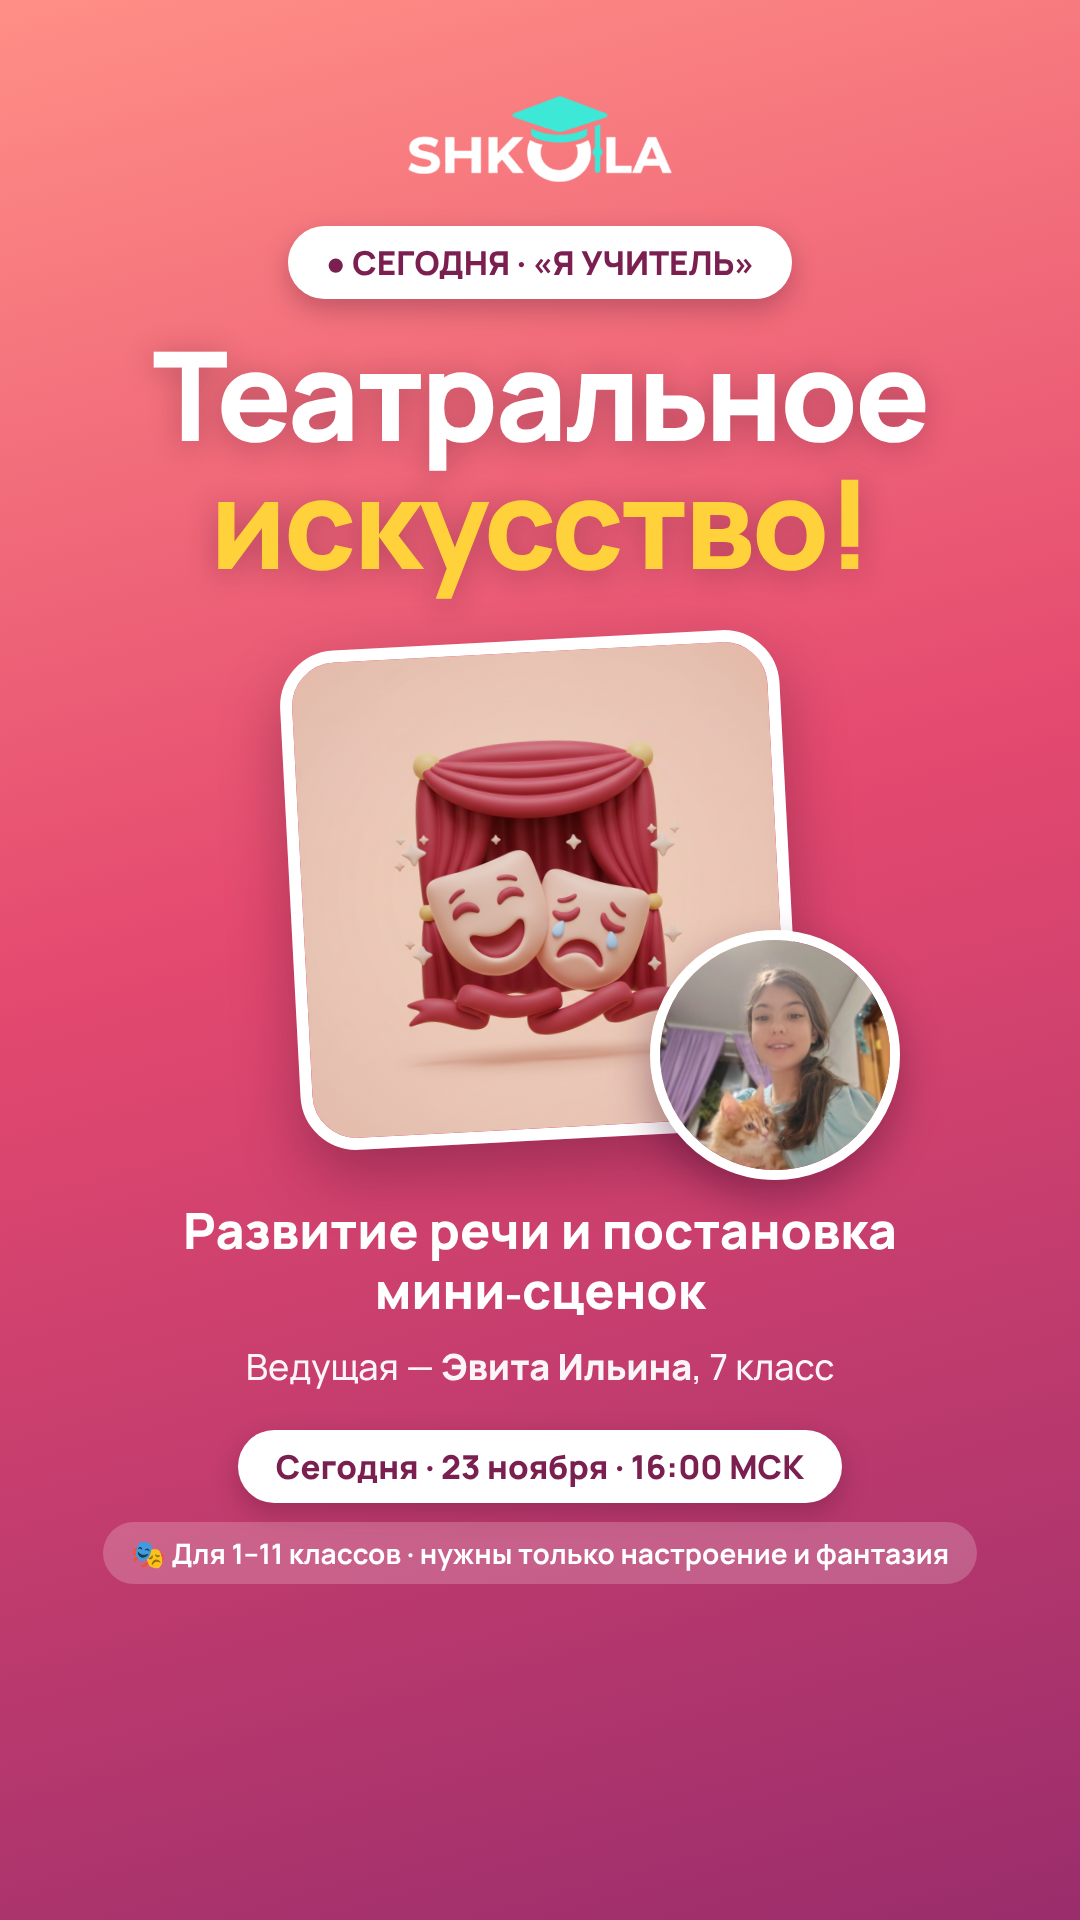 SHKOLA
• СЕГОДНЯ · «Я УЧИТЕЛЬ»
Театральное
искусство!
Развитие речи и постановка
мини-сценок
Ведущая — Эвита Ильина, 7 класс
Сегодня · 23 ноября · 16:00 МСК
🎭 Для 1–11 классов · нужны только настроение и фантазия